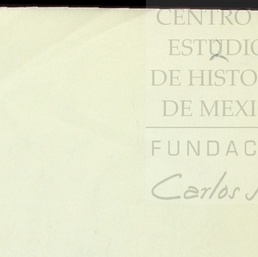 CENTRO
ESTUDIO
DE HISTO
DE MEXI
FUNDAC
Carlos